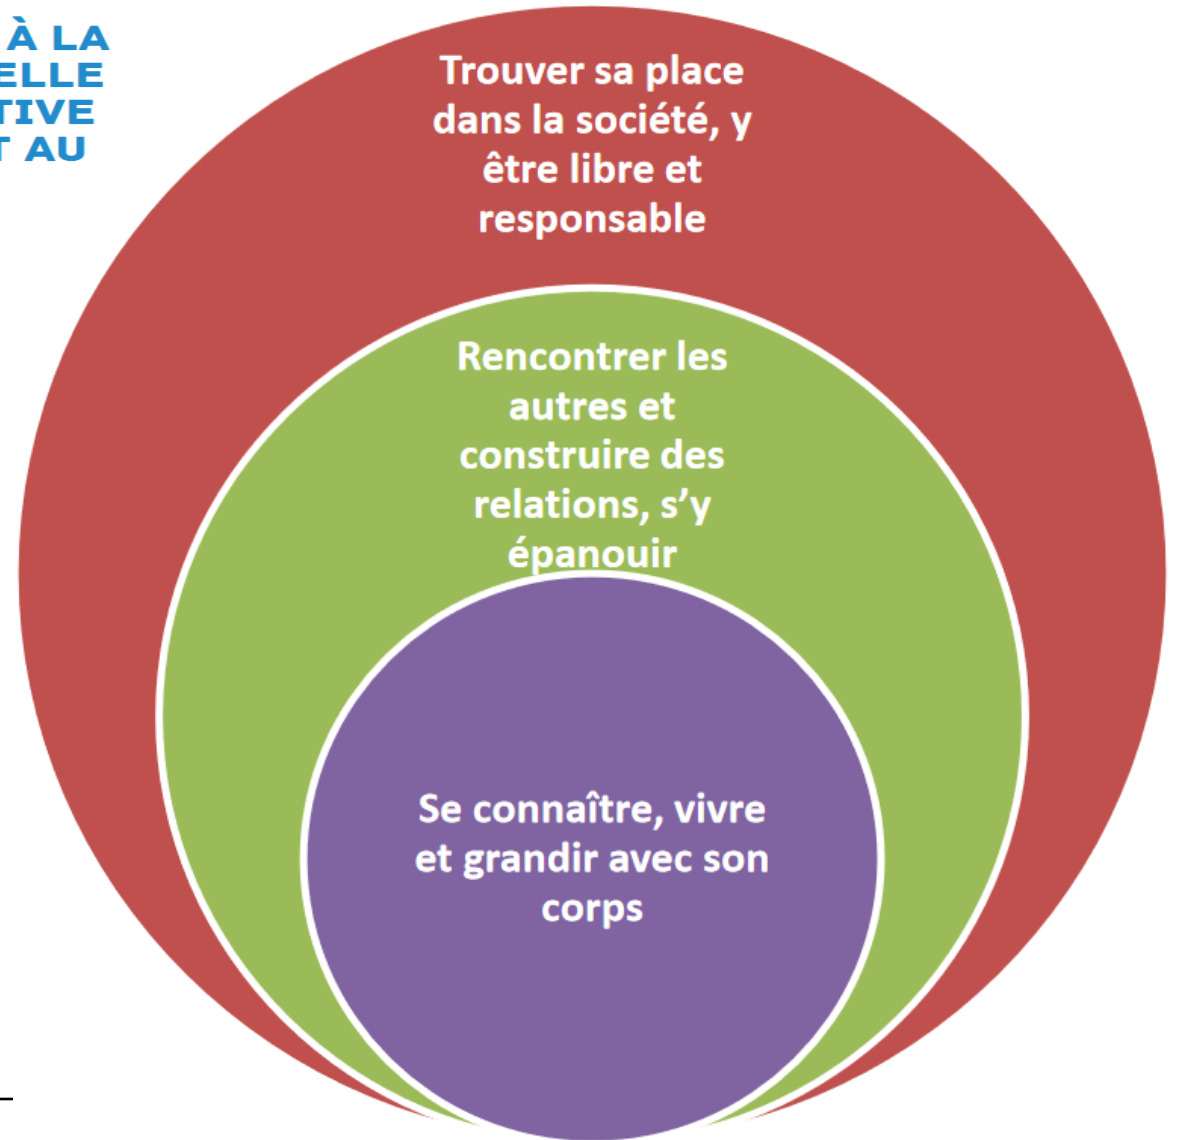 À LA
ELLE
TIVE
T AU
Trouver sa place
dans la société, y
être libre et
responsable
Rencontrer les
autres et
construire des
relations, s’y
épanouir
Se connaître, vivre
et grandir avec son
corps